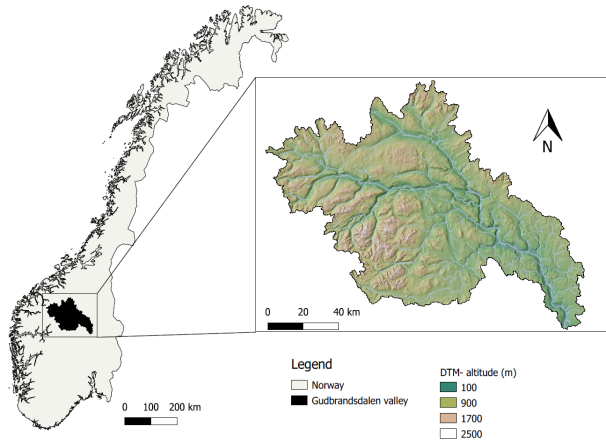 N
0 20 40 km
Legend
Norway
Gudbrandsdalen valley
0 100 200 km
DTM- altitude (m)
100
900
1700
2500